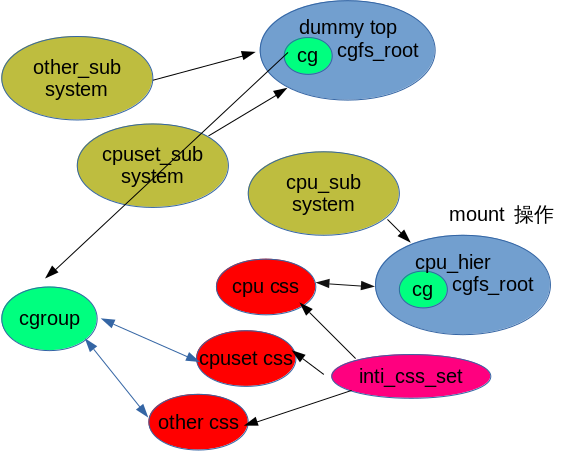 dummy top
cgfs_root
cg
other_sub
system
cpuset_sub
system
cpu_sub
system
mount 操作
cpu_hier
cgfs_root
cg
cpu css
cgroup
cpuset css
inti_css_set
other css